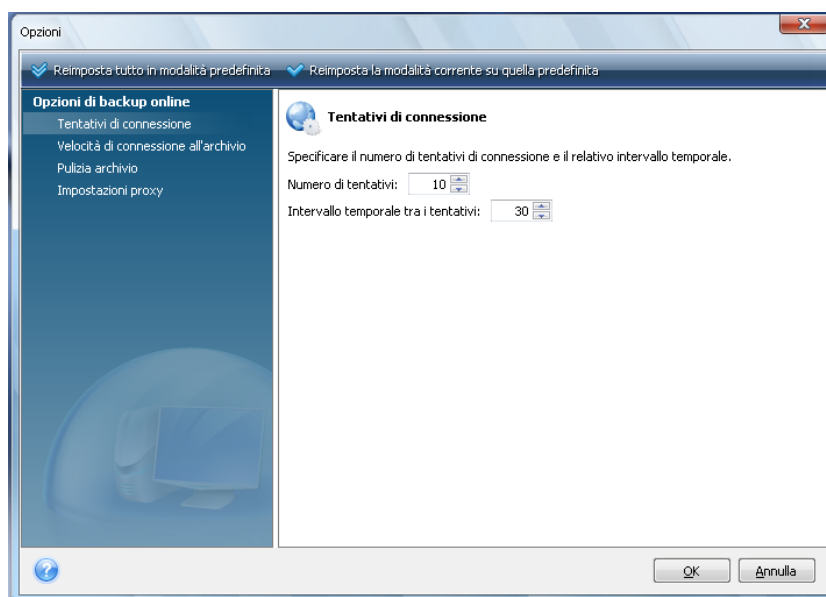 Opzioni
Reimposta tutto in modalità predefinita
Reimposta la modalità corrente su quella predefinita
Opzioni di backup online
Tentativi di connessione
Velocità di connessione all'archivio
Pulizia archivio
Impostazioni proxy
Tentativi di connessione
Specificare il numero di tentativi di connessione e il relativo intervallo temporale.
Numero di tentativi: 10
Intervallo temporale tra i tentativi: 30
?
OK
Annulla